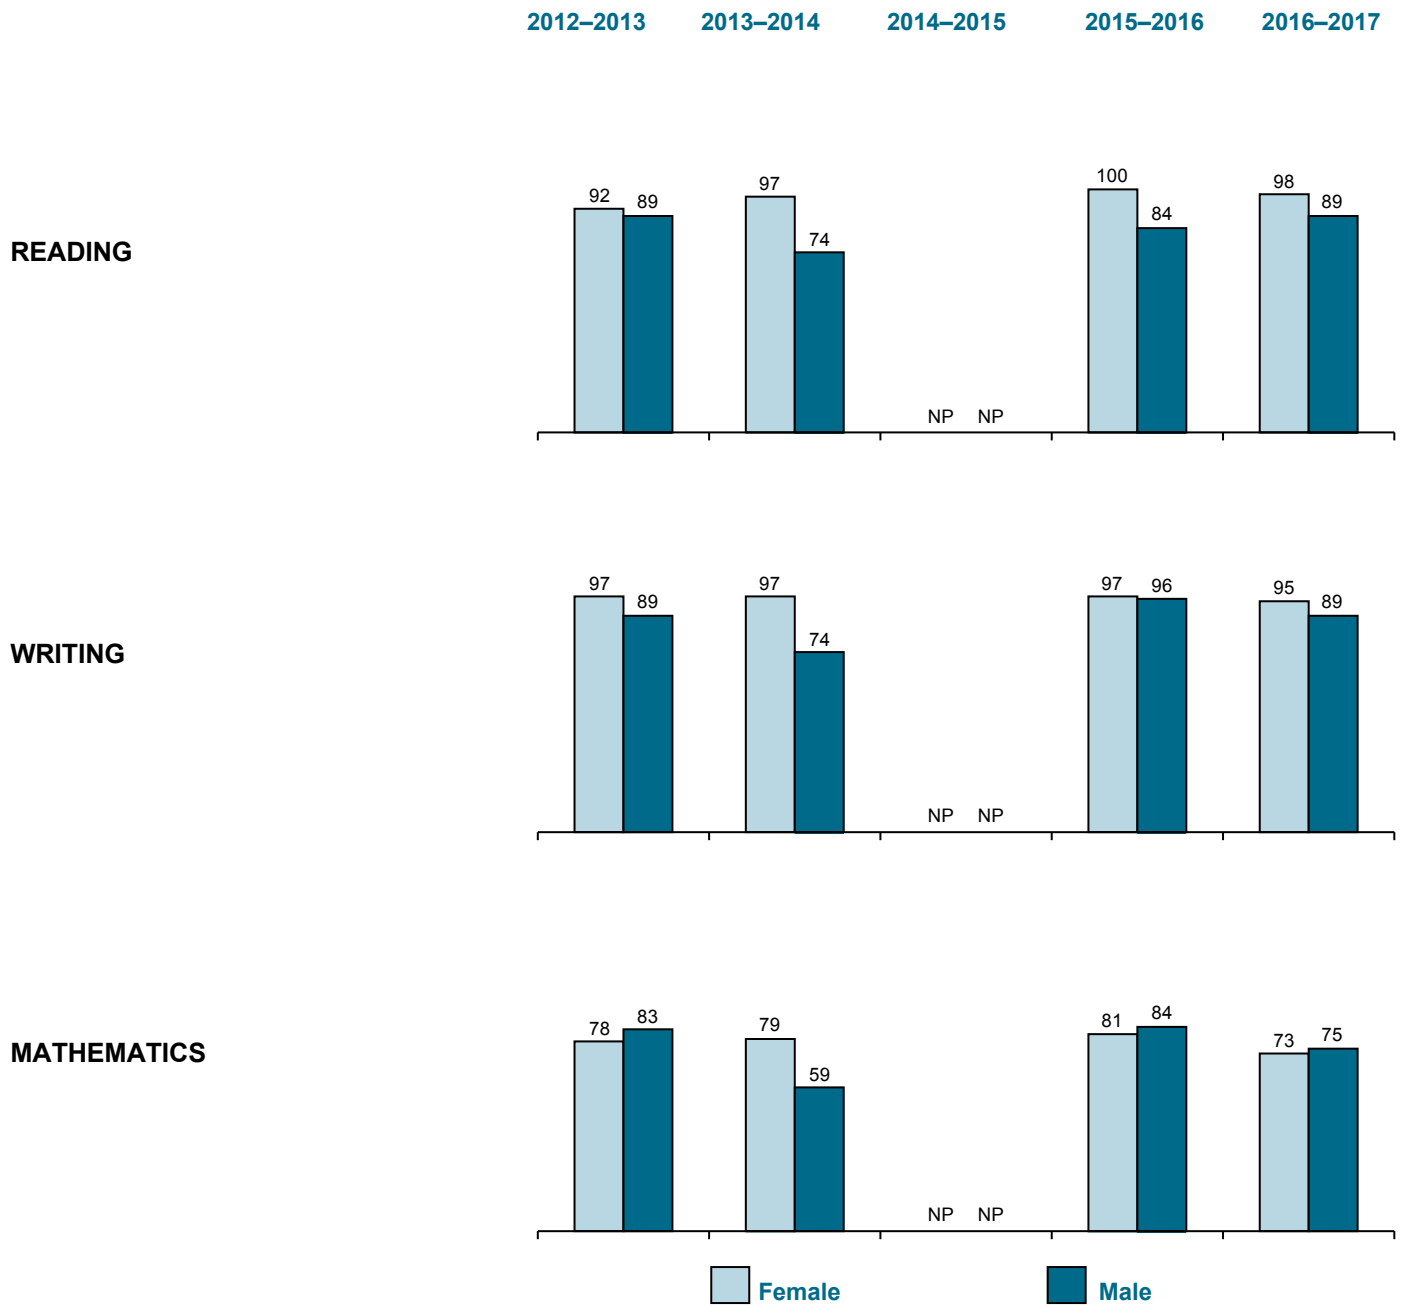 2012–2013 2013–2014 2014–2015 2015–2016 2016–2017
READING
92 89 97 74 NP NP 100 84 98 89
WRITING
97 89 97 74 NP NP 97 96 95 89
MATHEMATICS
78 83 79 59 NP NP 81 84 73 75
Female Male